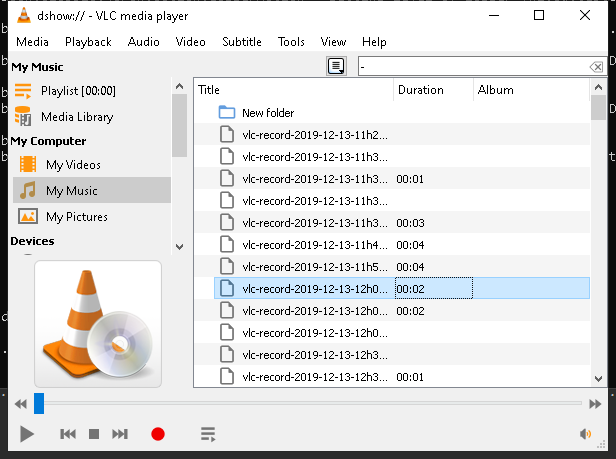 dshow:// - VLC media player
Media Playback Audio Video Subtitle Tools View Help
My Music
-
Playlist [00:00]
Media Library
My Computer
My Videos
My Music
My Pictures
Devices
Title Duration Album
New folder
vlc-record-2019-12-13-11h2...
vlc-record-2019-12-13-11h3...
vlc-record-2019-12-13-11h3... 00:01
vlc-record-2019-12-13-11h3...
vlc-record-2019-12-13-11h3... 00:03
vlc-record-2019-12-13-11h4... 00:04
vlc-record-2019-12-13-11h5... 00:04
vlc-record-2019-12-13-12h0... 00:02
vlc-record-2019-12-13-12h0... 00:02
vlc-record-2019-12-13-12h0...
vlc-record-2019-12-13-12h3...
vlc-record-2019-12-13-12h3... 00:01